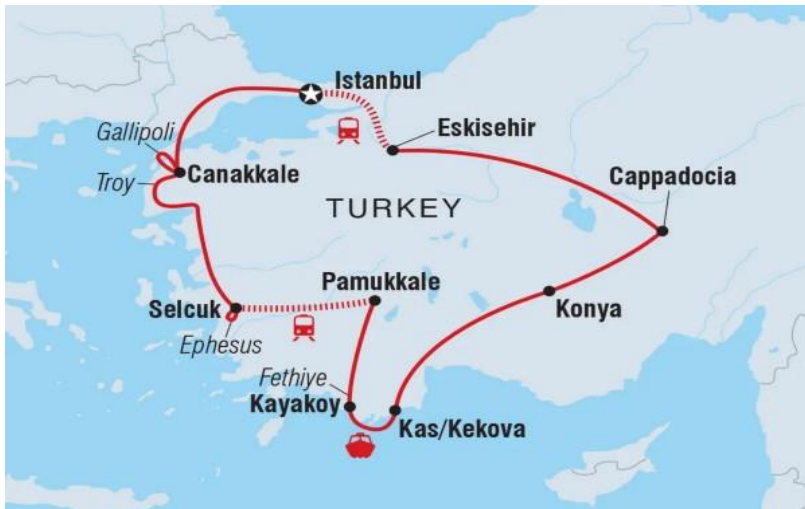 Istanbul
Gallipoli
Eskisehir
Troy
Canakkale
Cappadocia
TURKEY
Pamukkale
Selcuk
Konya
Ephesus
Fethiye
Kayakoy
Kas/Kekova